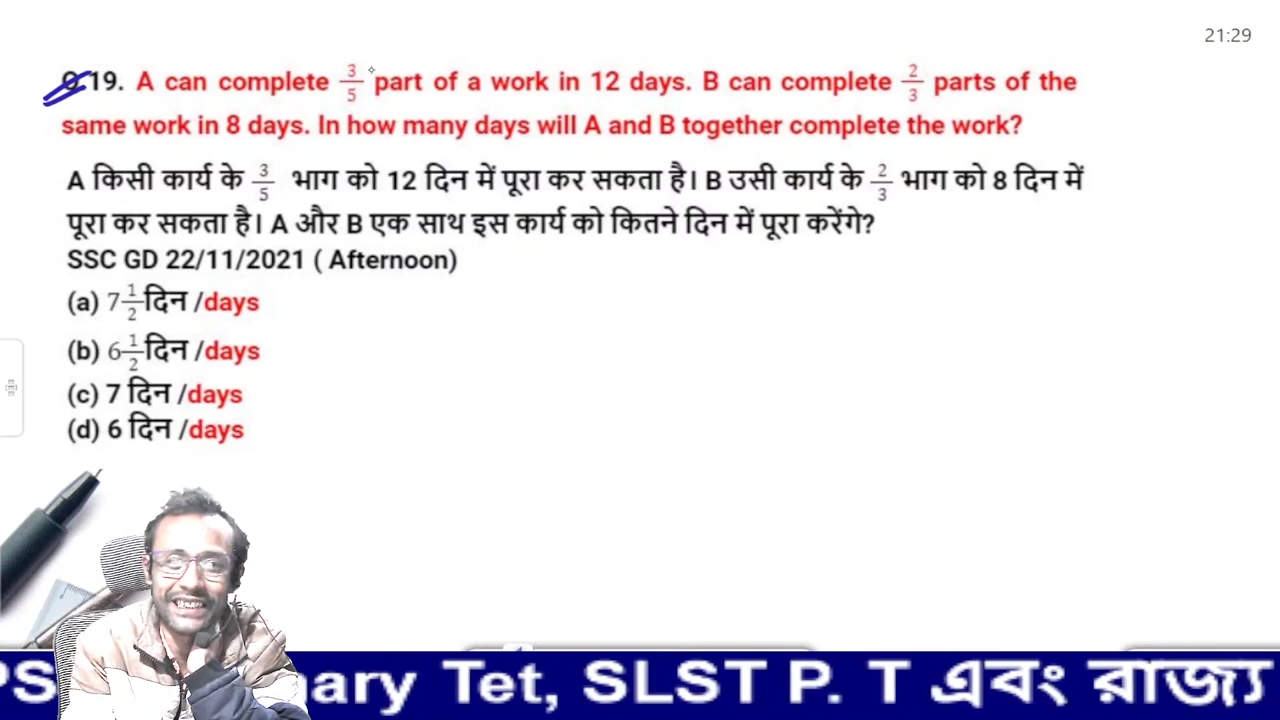 21:29
Q.19. A can complete 3/5 part of a work in 12 days. B can complete 2/3 parts of the
same work in 8 days. In how many days will A and B together complete the work?
A किसी कार्य के 3/5 भाग को 12 दिन में पूरा कर सकता है। B उसी कार्य के 2/3 भाग को 8 दिन में
पूरा कर सकता है। A और B एक साथ इस कार्य को कितने दिन में पूरा करेंगे?
SSC GD 22/11/2021 ( Afternoon)
(a) 7 1/2 दिन /days
(b) 6 1/2 दिन /days
(c) 7 दिन /days
(d) 6 दिन /days
PS ary Tet, SLST P. T এবং রাজ্য